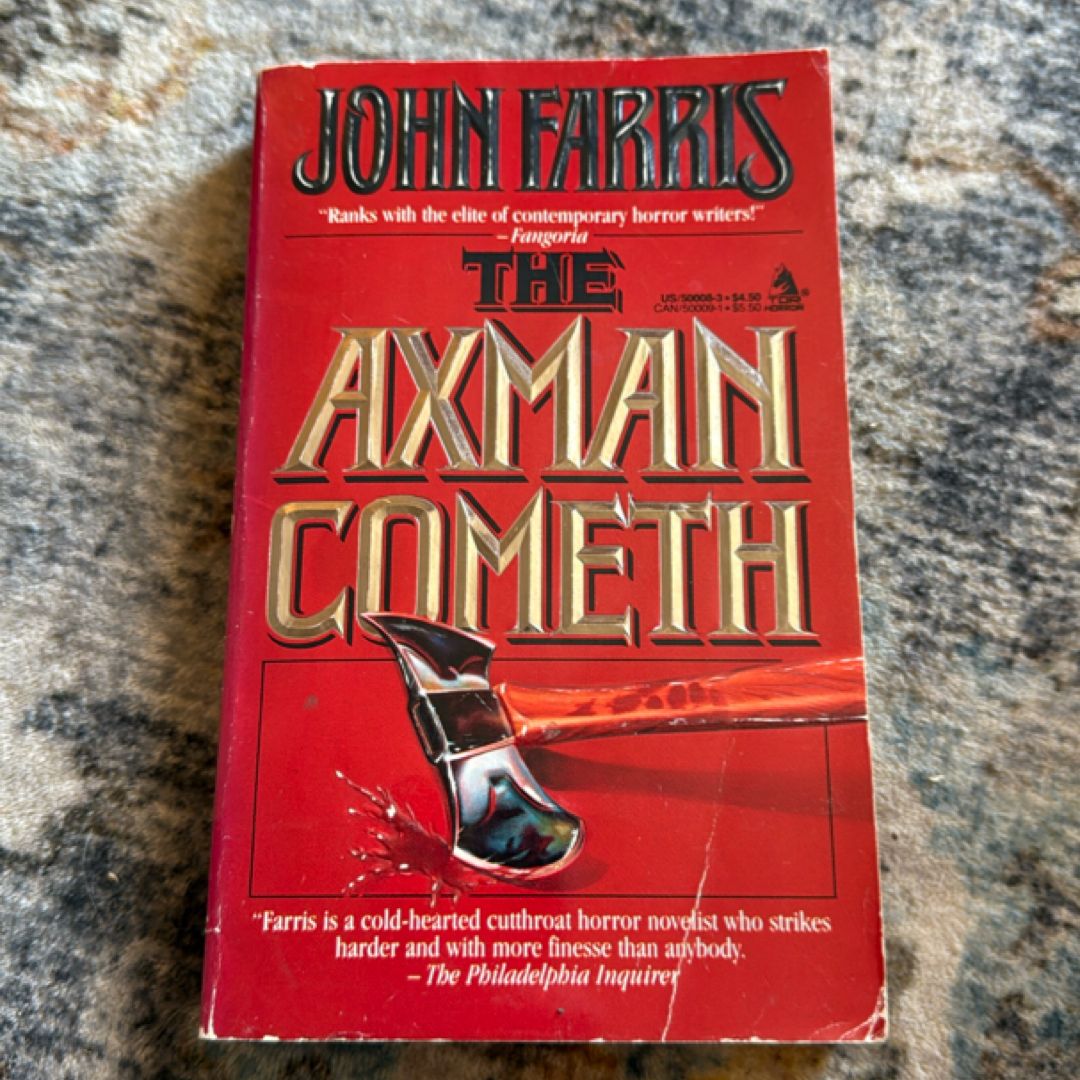 JOHN FARRIS
"Ranks with the elite of contemporary horror writers!"
–Fangoria
THE
US/50008-3 • $4.50
CAN/50009-1 • $5.50
TOR®
HORROR
AXMAN
COMETH
"Farris is a cold-hearted cutthroat horror novelist who strikes
harder and with more finesse than anybody.
– The Philadelphia Inquirer